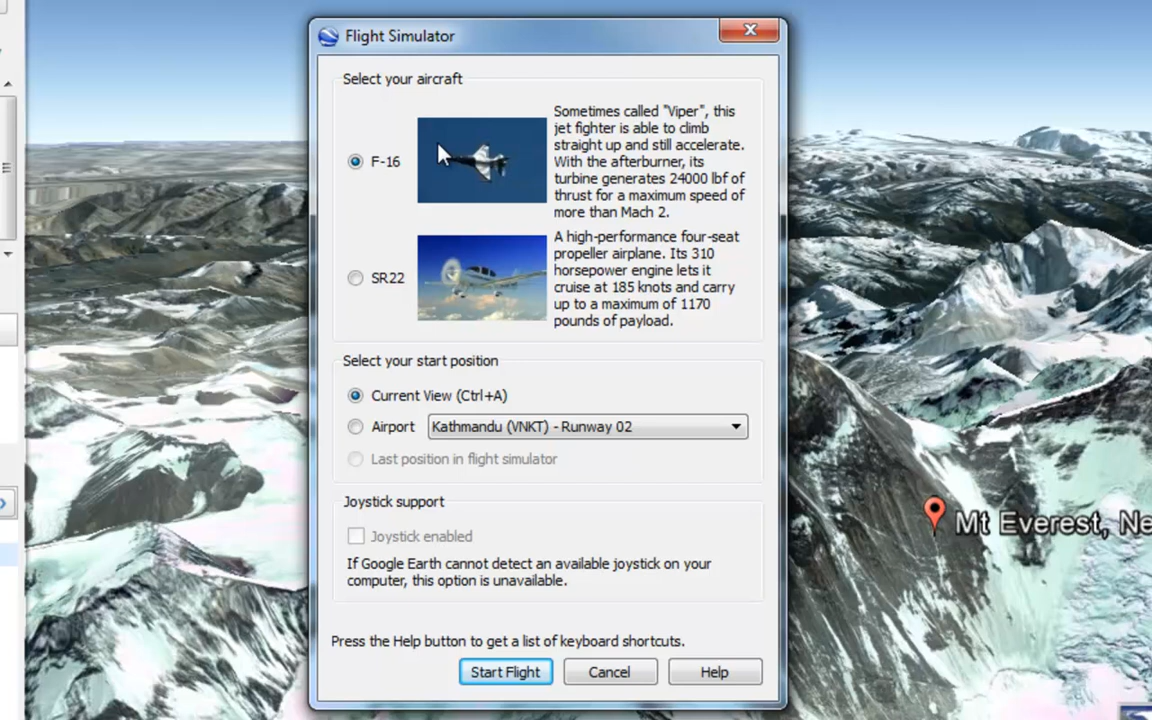 Flight Simulator
Select your aircraft
F-16
Sometimes called "Viper", this
jet fighter is able to climb
straight up and still accelerate.
With the afterburner, its
turbine generates 24000 lbf of
thrust for a maximum speed of
more than Mach 2.
SR22
A high-performance four-seat
propeller airplane. Its 310
horsepower engine lets it
cruise at 185 knots and carry
up to a maximum of 1170
pounds of payload.
Select your start position
Current View (Ctrl+A)
Airport Kathmandu (VNKT) - Runway 02
Last position in flight simulator
Joystick support
Joystick enabled
If Google Earth cannot detect an available joystick on your
computer, this option is unavailable.
Mt Everest, Ne
Press the Help button to get a list of keyboard shortcuts.
Start Flight Cancel Help